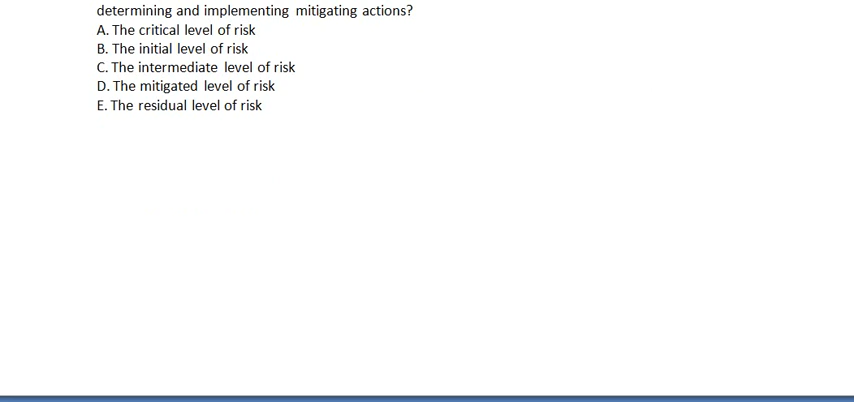 determining and implementing mitigating actions?
A. The critical level of risk
B. The initial level of risk
C. The intermediate level of risk
D. The mitigated level of risk
E. The residual level of risk